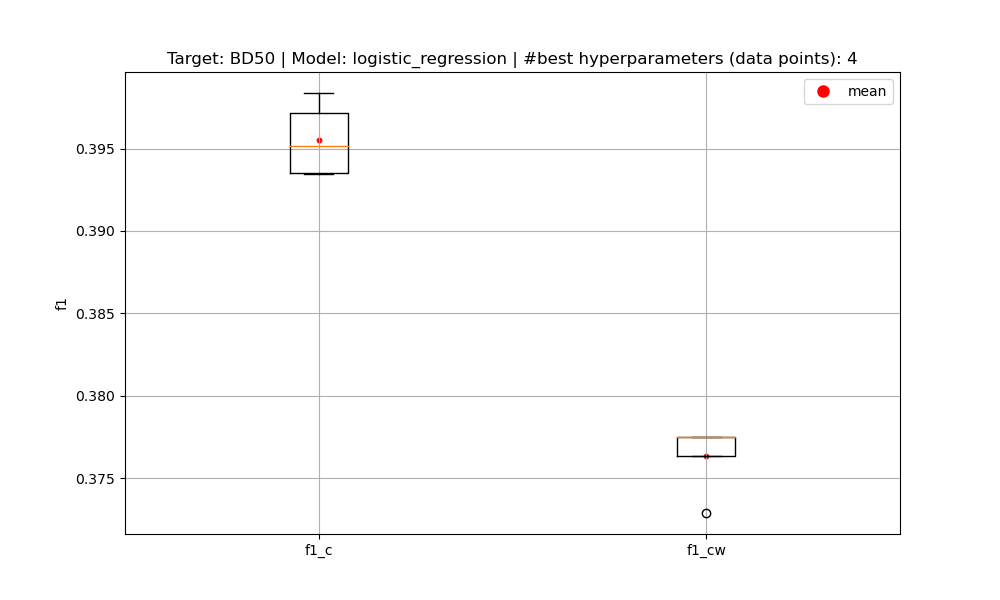 Target: BD50 | Model: logistic_regression | #best hyperparameters (data points): 4
mean
0.395
0.390
0.385
0.380
0.375
f1
f1_c
f1_cw